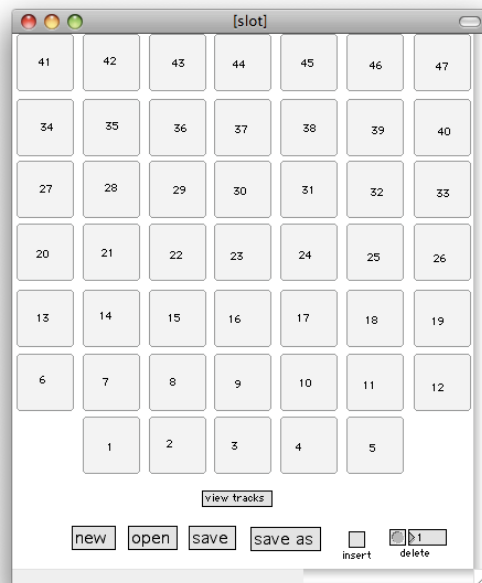 [slot]
41 42 43 44 45 46 47
34 35 36 37 38 39 40
27 28 29 30 31 32 33
20 21 22 23 24 25 26
13 14 15 16 17 18 19
6 7 8 9 10 11 12
1 2 3 4 5
view tracks
new open save save as 1
insert delete